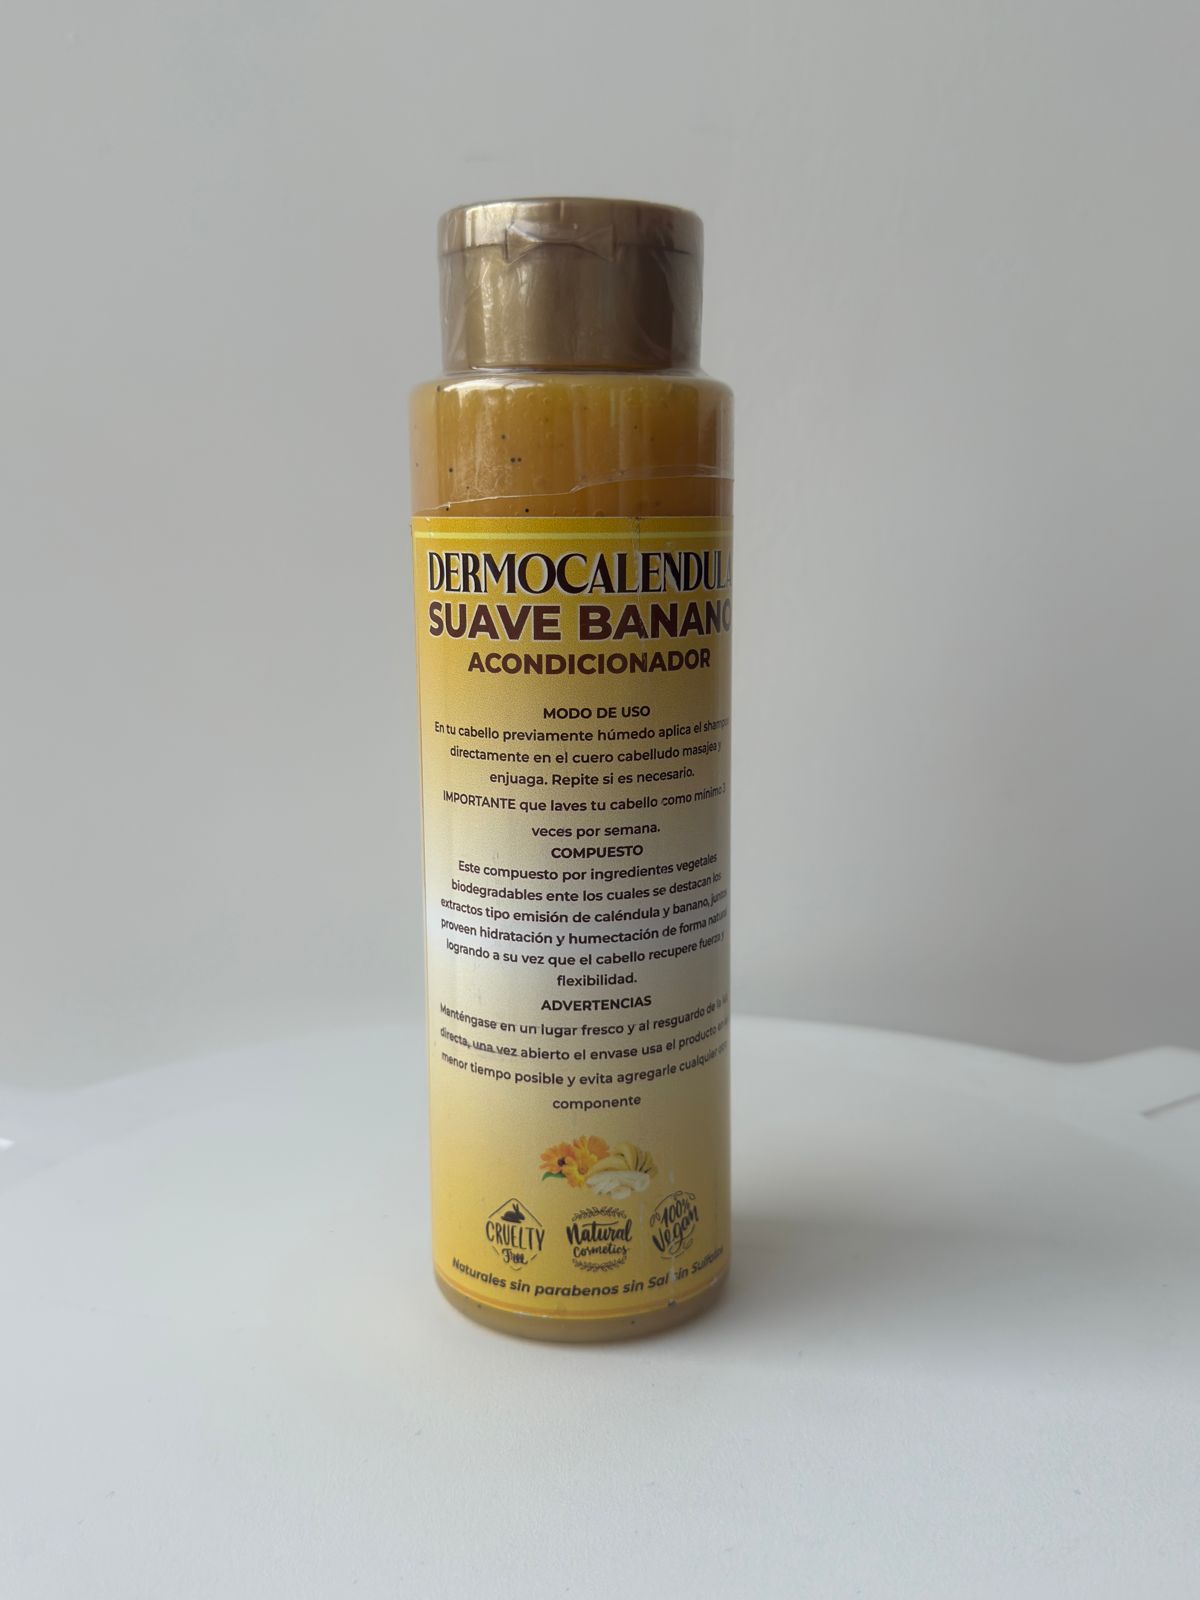 DERMOCALENDULA
SUAVE BANANO
ACONDICIONADOR
MODO DE USO
En tu cabello previamente húmedo aplica el shampoo
directamente en el cuero cabelludo masajea y
enjuaga. Repite si es necesario.
IMPORTANTE que laves tu cabello como mínimo 3
veces por semana.
COMPUESTO
Este compuesto por ingredientes vegetales
biodegradables ente los cuales se destacan los
extractos tipo emisión de caléndula y banano, juntos
proveen hidratación y humectación de forma natural
logrando a su vez que el cabello recupere fuerza y
flexibilidad.
ADVERTENCIAS
Manténgase en un lugar fresco y al resguardo de la
directa, una vez abierto el envase usa el producto en
menor tiempo posible y evita agregarle cualquier otro
componente
CRUELTY
Free
Natural
Cosmetics
100%
Vegan
Naturales sin parabenos sin Sal sin Sulfatos